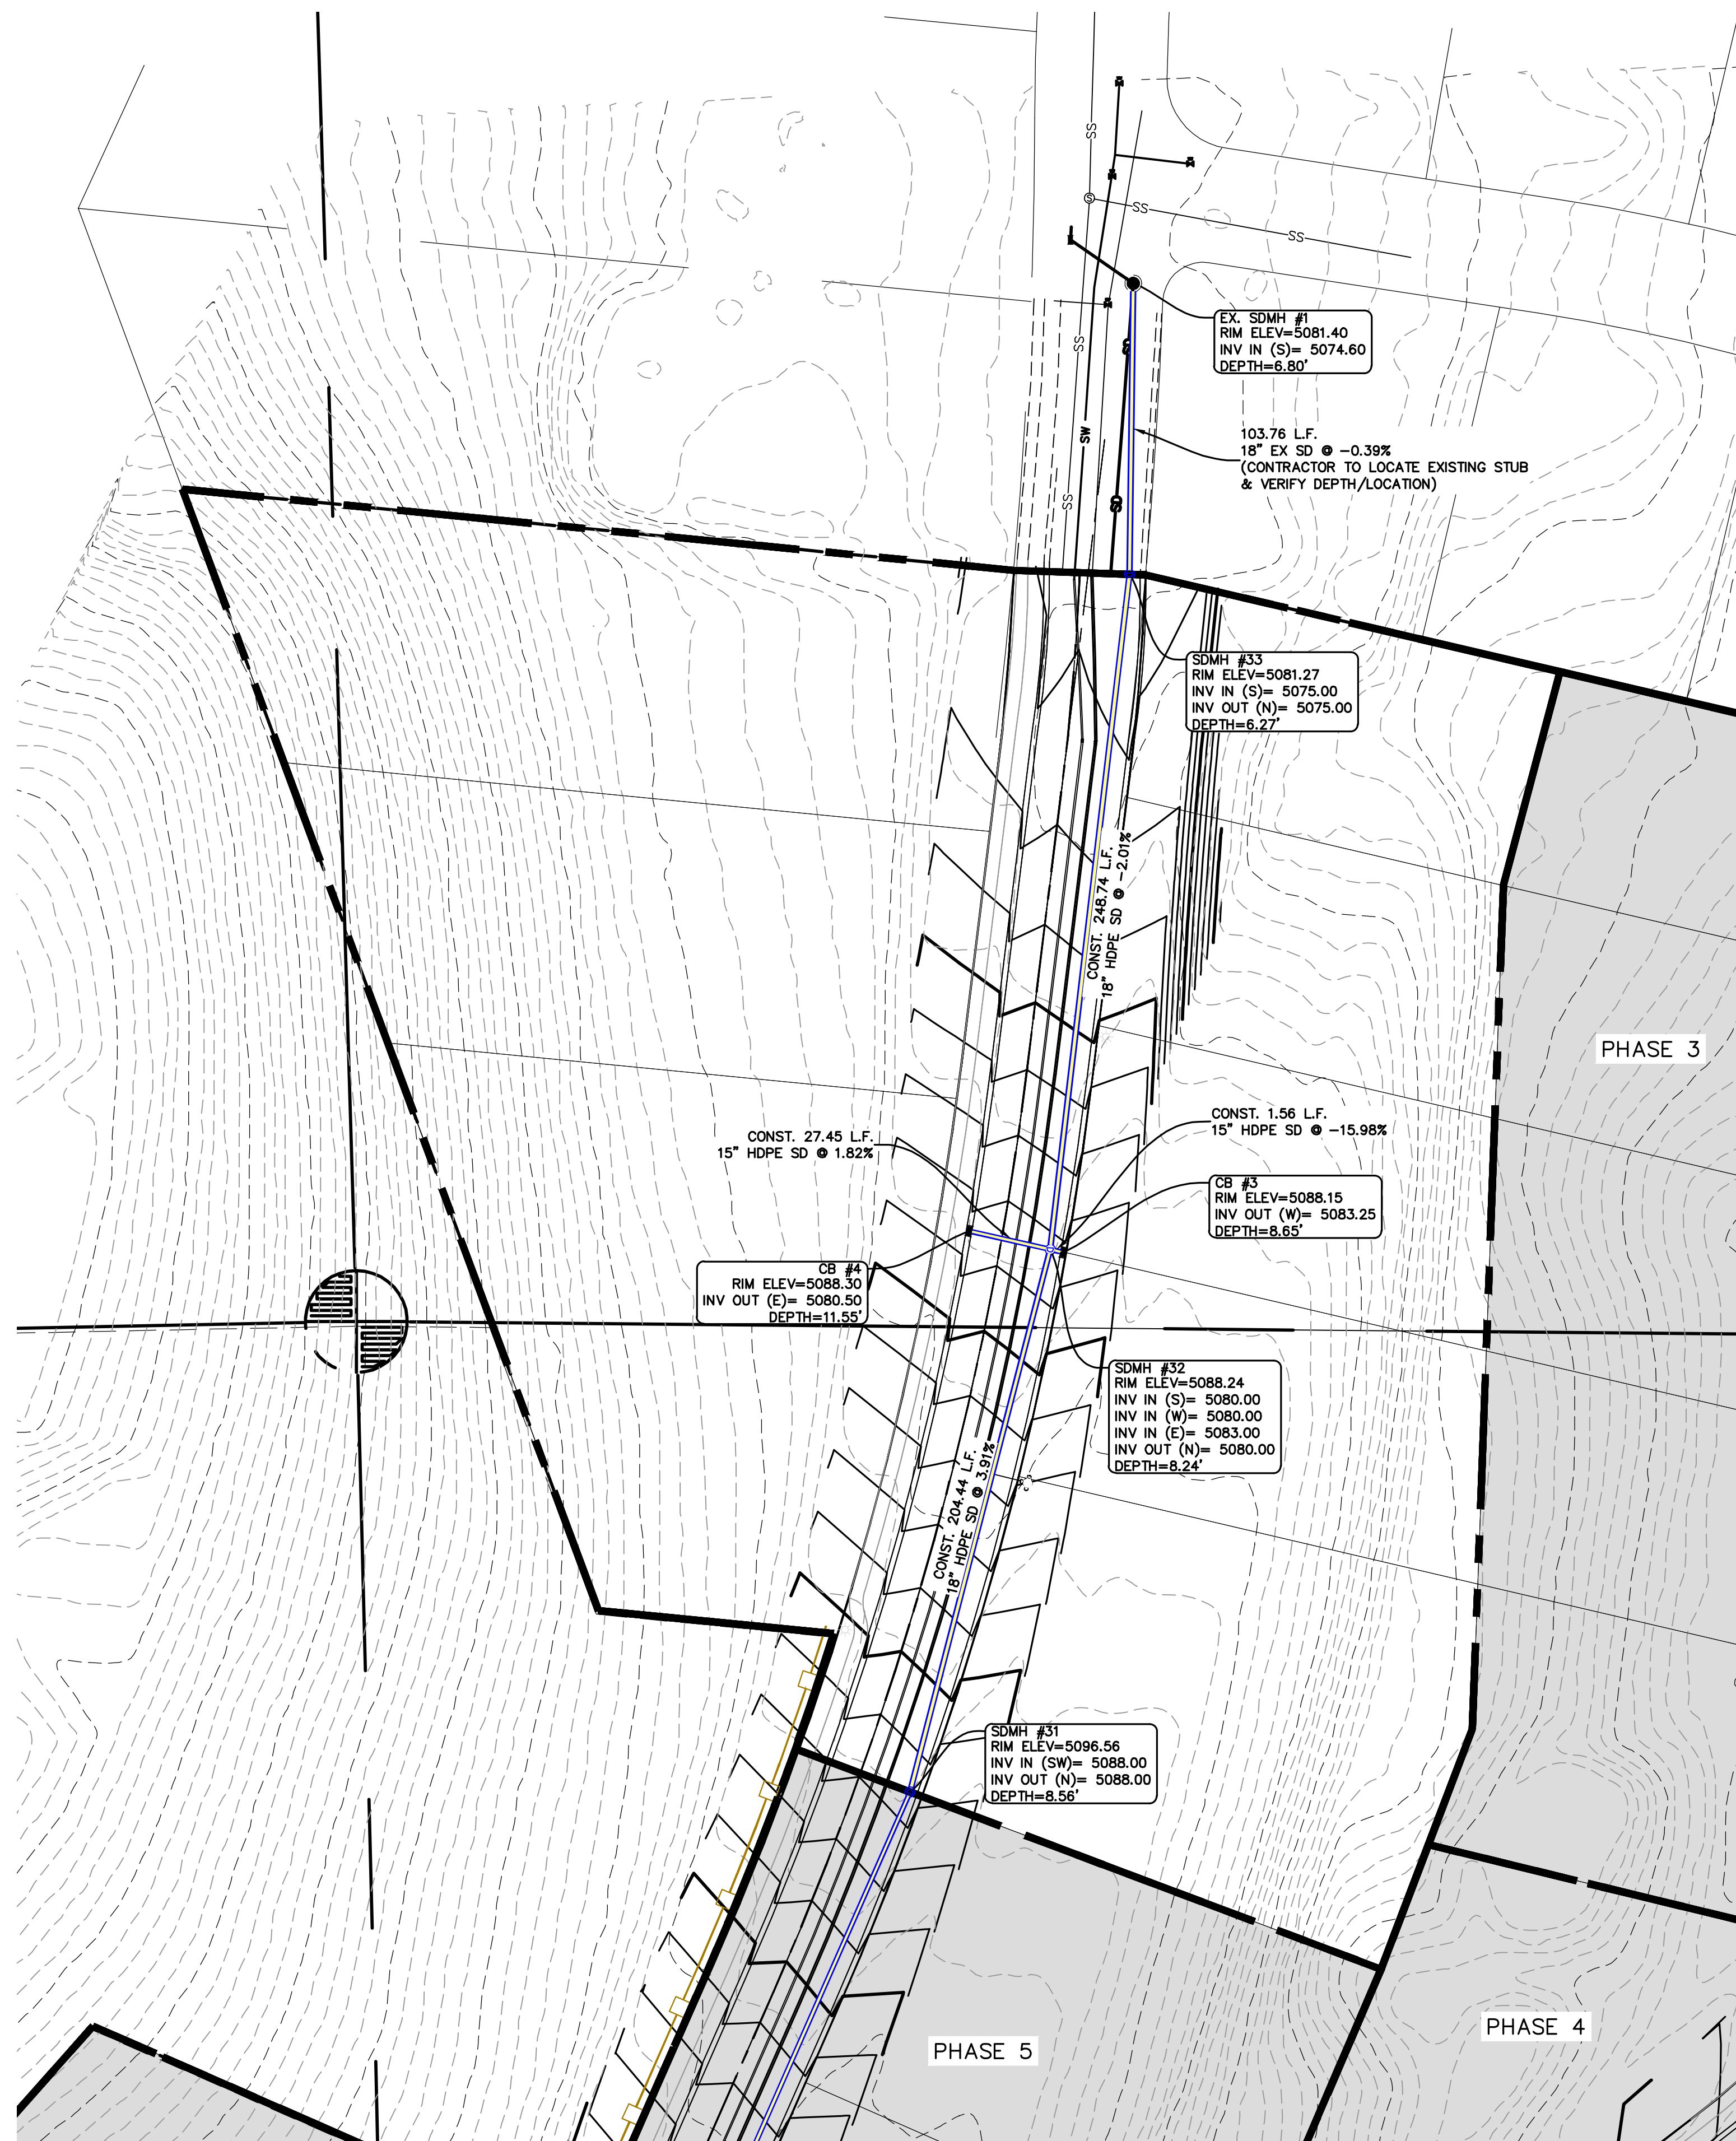 SS
SS
SS
EX. SDMH #1
RIM ELEV=5081.40
INV IN (S)= 5074.60
DEPTH=6.80'
SS
SD
SW
103.76 L.F.
18" EX SD @ -0.39%
(CONTRACTOR TO LOCATE EXISTING STUB
& VERIFY DEPTH/LOCATION)
SS
SD
SDMH #33
RIM ELEV=5081.27
INV IN (S)= 5075.00
INV OUT (N)= 5075.00
DEPTH=6.27'
CONST. 248.74 L.F.
18" HDPE SD @ -2.01%
PHASE 3
CONST. 27.45 L.F.
15" HDPE SD @ 1.82%
CONST. 1.56 L.F.
15" HDPE SD @ -15.98%
CB #3
RIM ELEV=5088.15
INV OUT (W)= 5083.25
DEPTH=8.65'
CB #4
RIM ELEV=5088.30
INV OUT (E)= 5080.50
DEPTH=11.55'
SDMH #32
RIM ELEV=5088.24
INV IN (S)= 5080.00
INV IN (W)= 5080.00
INV IN (E)= 5083.00
INV OUT (N)= 5080.00
DEPTH=8.24'
CONST. 204.44 L.F.
18" HDPE SD @ 3.91%
SDMH #31
RIM ELEV=5096.56
INV IN (SW)= 5088.00
INV OUT (N)= 5088.00
DEPTH=8.56'
PHASE 5
PHASE 4